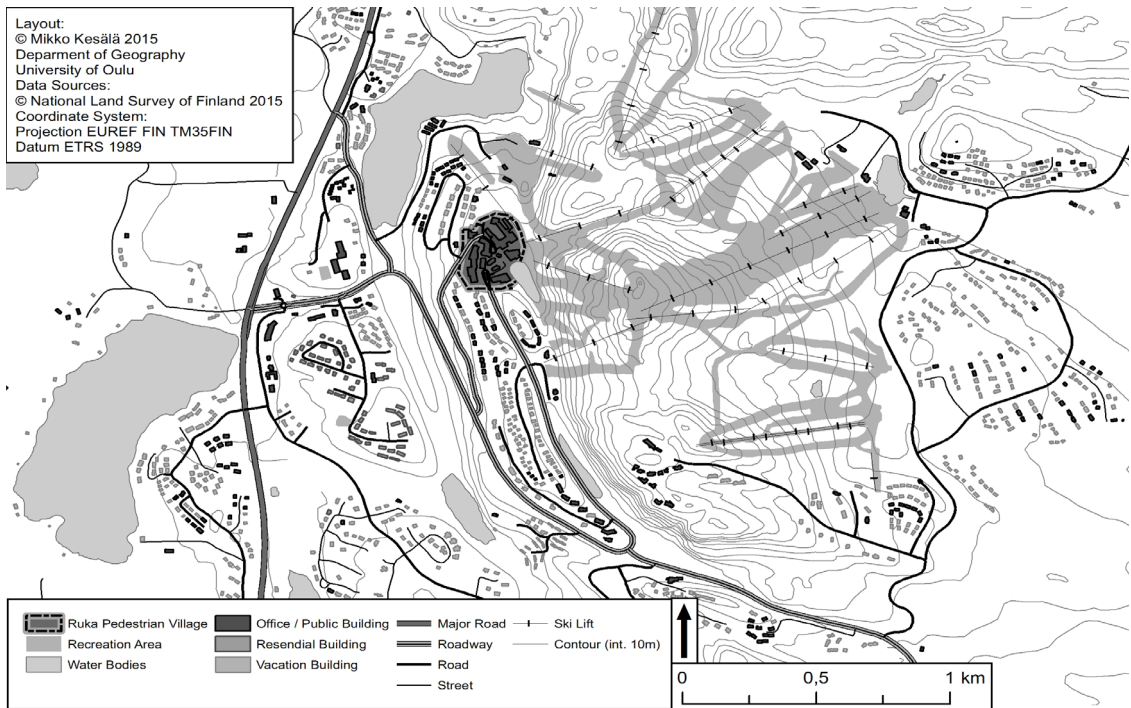 Layout:
© Mikko Kesälä 2015
Deparment of Geography
University of Oulu
Data Sources:
© National Land Survey of Finland 2015
Coordinate System:
Projection EUREF FIN TM35FIN
Datum ETRS 1989
Ruka Pedestrian Village
Recreation Area
Water Bodies
Office / Public Building
Resendial Building
Vacation Building
Major Road
Roadway
Road
Street
Ski Lift
Contour (int. 10m)
0 0,5 1 km